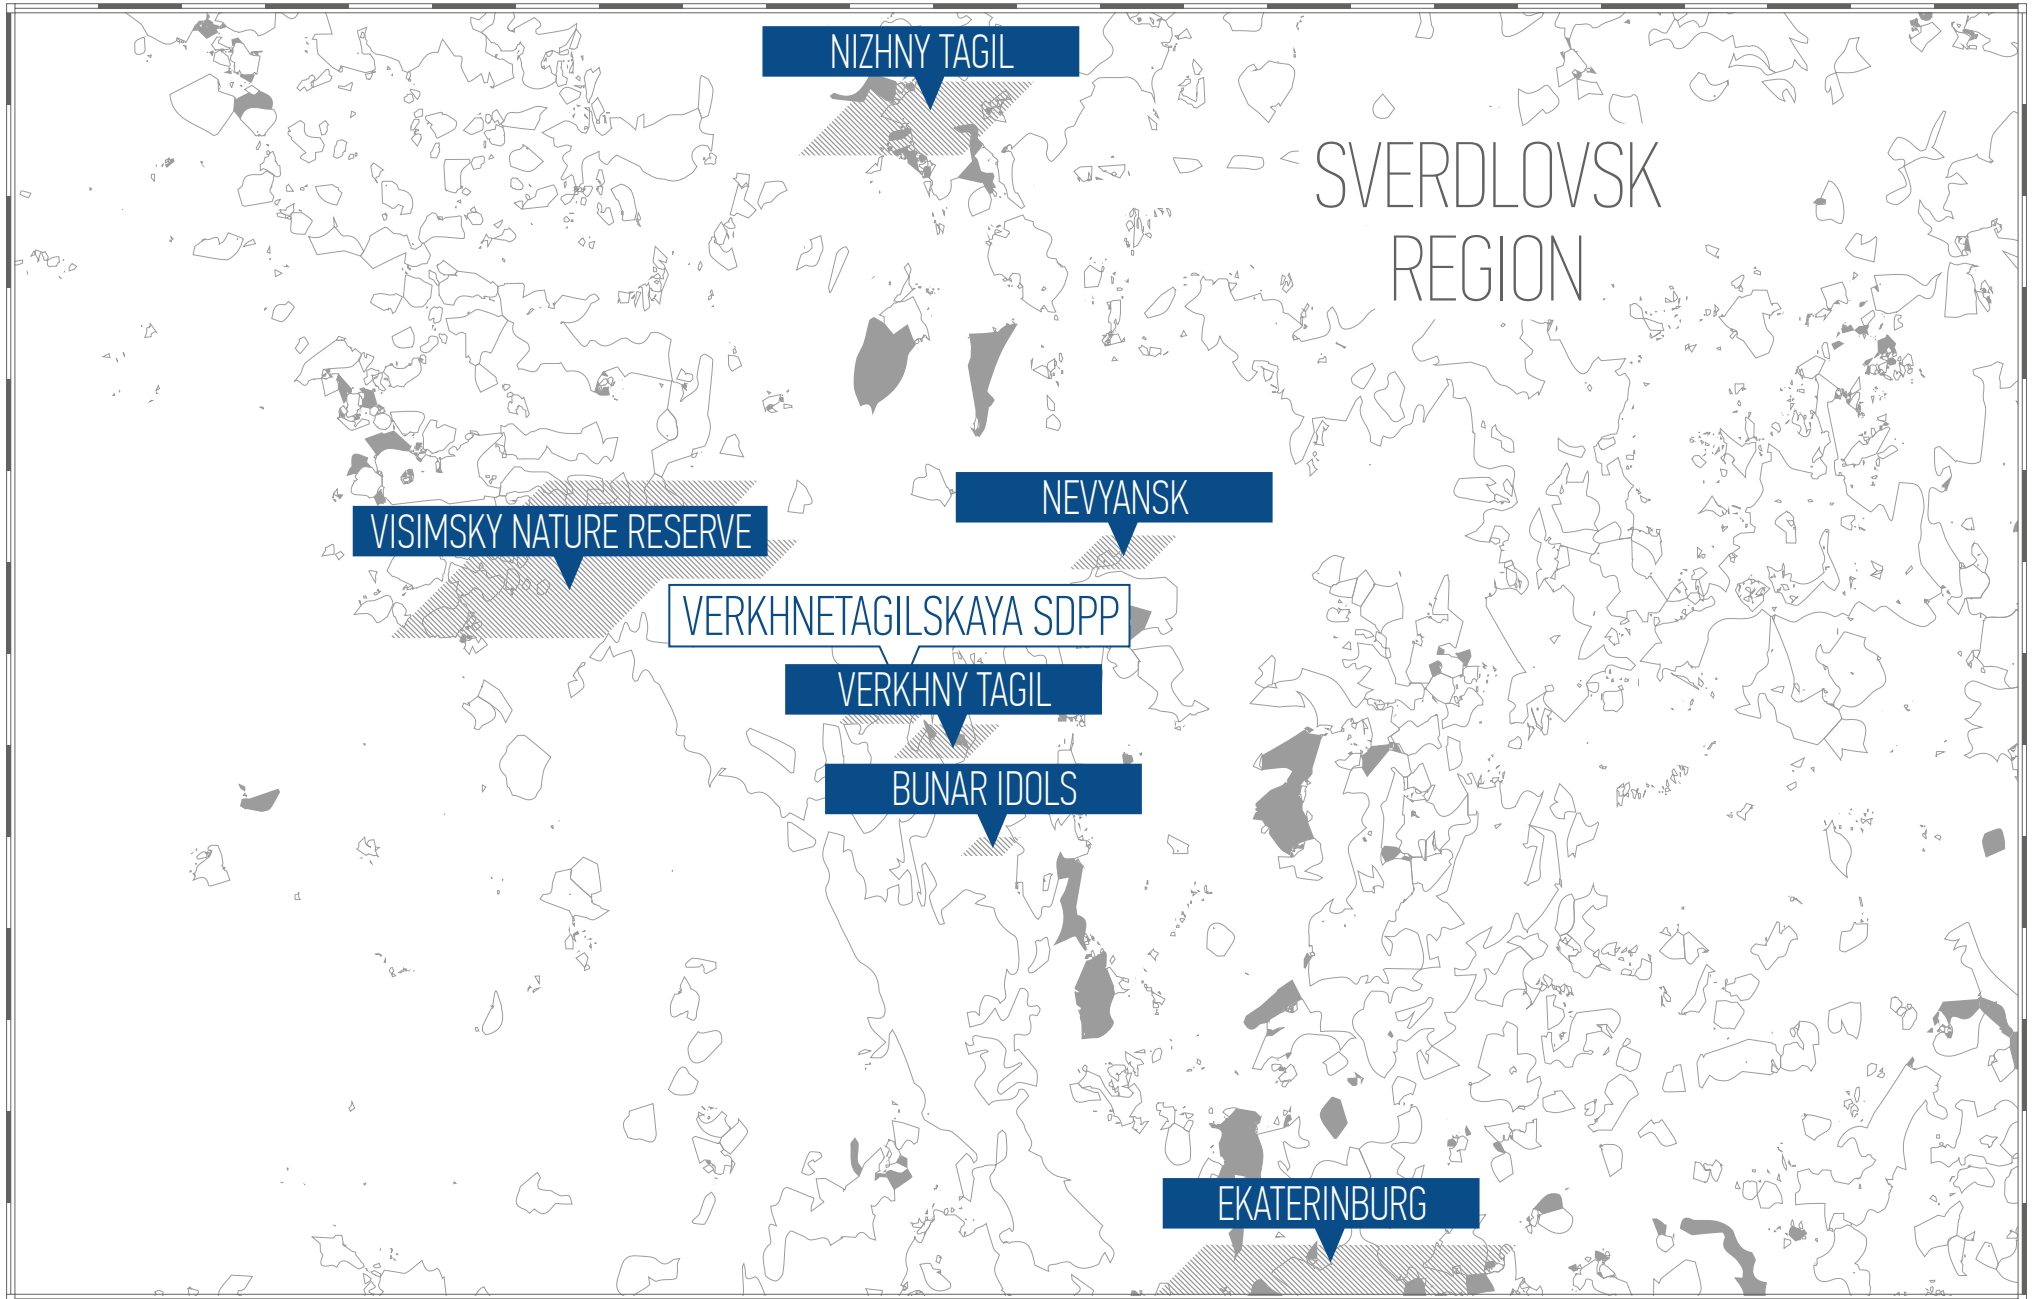 NIZHNY TAGIL
SVERDLOVSK
REGION
NEVYANSK
VISIMSKY NATURE RESERVE
VERKHNETAGILSKAYA SDPP
VERKHNY TAGIL
BUNAR IDOLS
EKATERINBURG